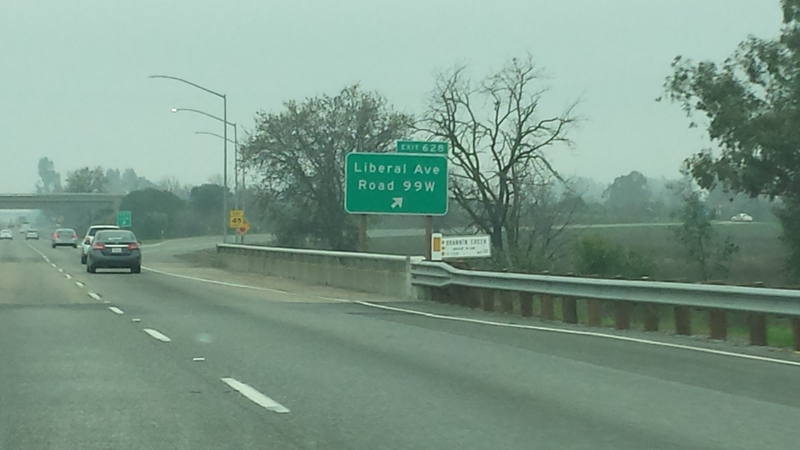 EXIT 628
Liberal Ave
Road 99W
45